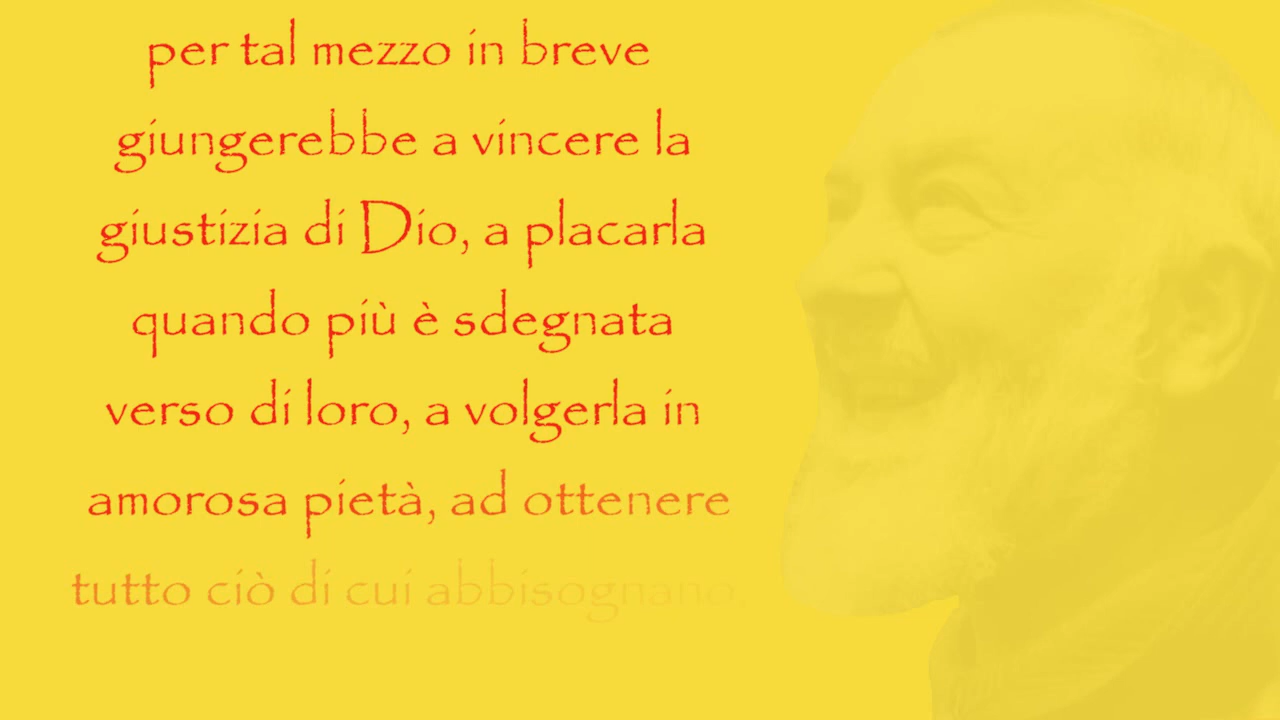 per tal mezzo in breve
giungerebbe a vincere la
giustizia di Dio, a placarla
quando più è sdegnata
verso di loro, a volgerla in
amorosa pietà, ad ottenere
tutto ciò di cui abbisognano,